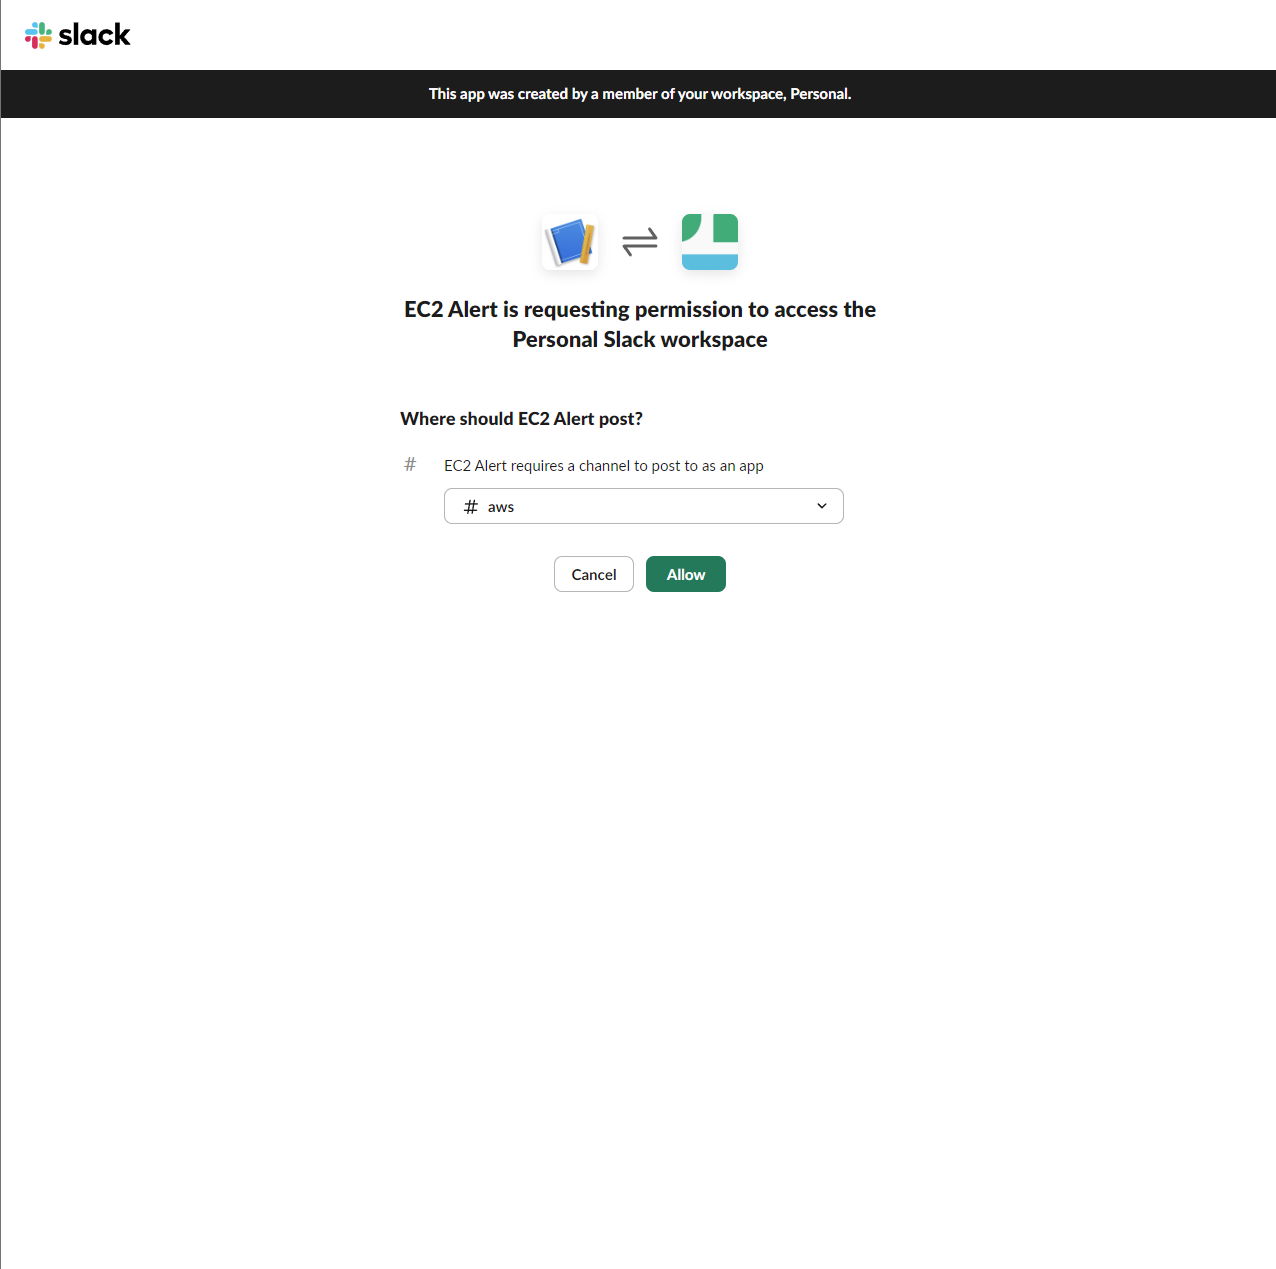 slack
This app was created by a member of your workspace, Personal.
EC2 Alert is requesting permission to access the
Personal Slack workspace
Where should EC2 Alert post?
# EC2 Alert requires a channel to post to as an app
# aws
Cancel Allow